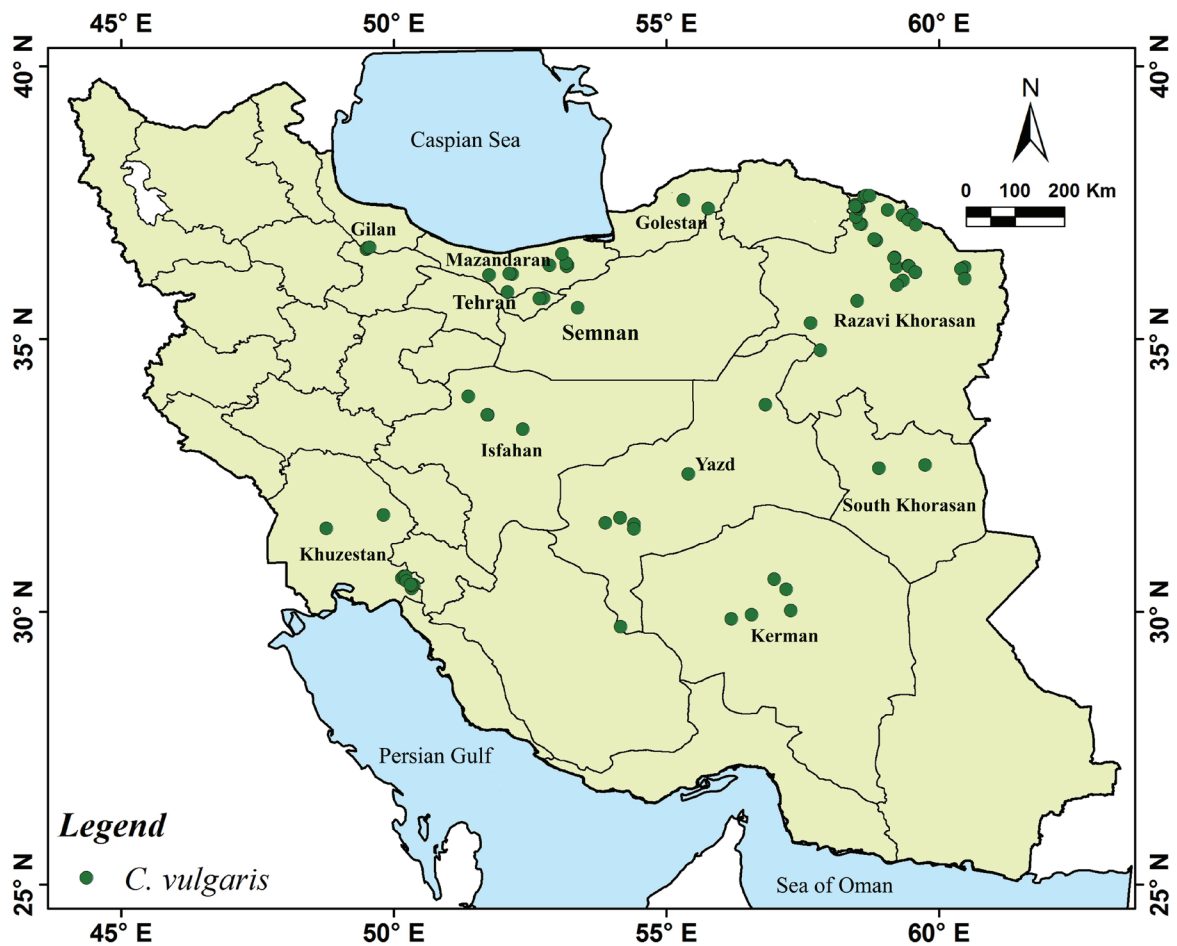 45° E 50° E 55° E 60° E
40° N 40° N
N
Caspian Sea
0 100 200 Km
Golestan
Gilan
Mazandaran
Tehran
Razavi Khorasan
Semnan
35° N 35° N
Isfahan
Yazd
South Khorasan
Khuzestan
30° N 30° N
Kerman
Persian Gulf
Legend
C. vulgaris
Sea of Oman
25° N 25° N
45° E 50° E 55° E 60° E